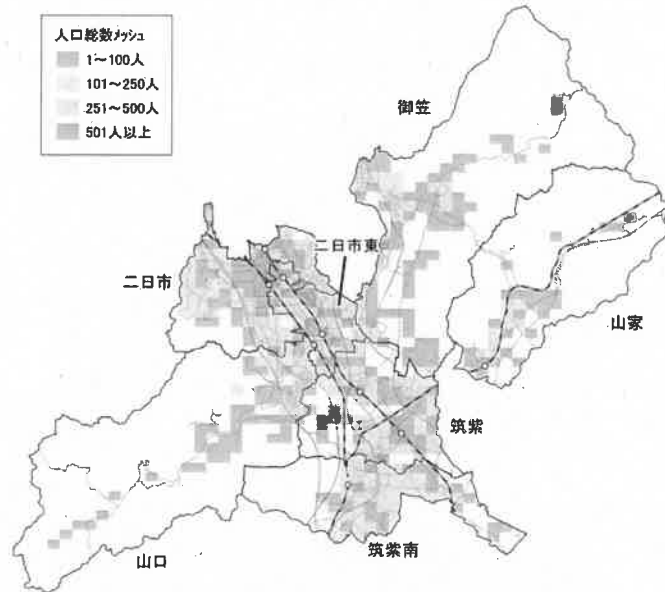 人口総数メッシュ
1～100人
101～250人
251～500人
501人以上
御笠
二日市東
二日市
山家
筑紫
筑紫南
山口